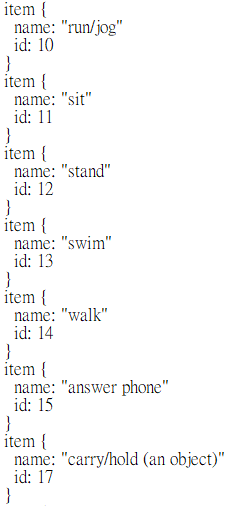 item {
  name: "run/jog"
  id: 10
}
item {
  name: "sit"
  id: 11
}
item {
  name: "stand"
  id: 12
}
item {
  name: "swim"
  id: 13
}
item {
  name: "walk"
  id: 14
}
item {
  name: "answer phone"
  id: 15
}
item {
  name: "carry/hold (an object)"
  id: 17
}